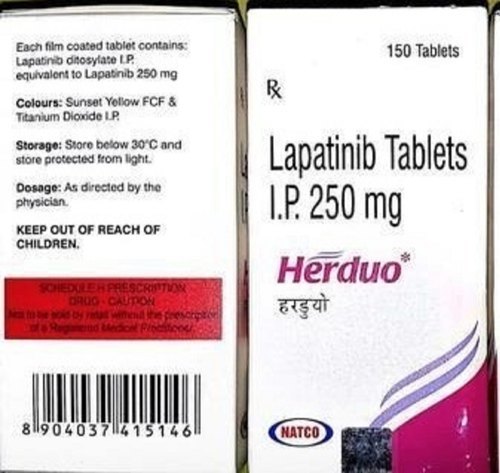 Each film coated tablet contains:
Lapatinib ditosylate I.P.
equivalent to Lapatinib 250 mg
Colours: Sunset Yellow FCF &
Titanium Dioxide I.P.
Storage: Store below 30°C and
store protected from light.
Dosage: As directed by the
physician.
KEEP OUT OF REACH OF
CHILDREN.
SCHEDULE H PRESCRIPTION
DRUG - CAUTION
Not to be sold by retail without the prescription
of a Registered Medical Practitioner
8 904037 415146
150 Tablets
Rx
Lapatinib Tablets
I.P. 250 mg
Herduo*
हरडुयो
NATCO